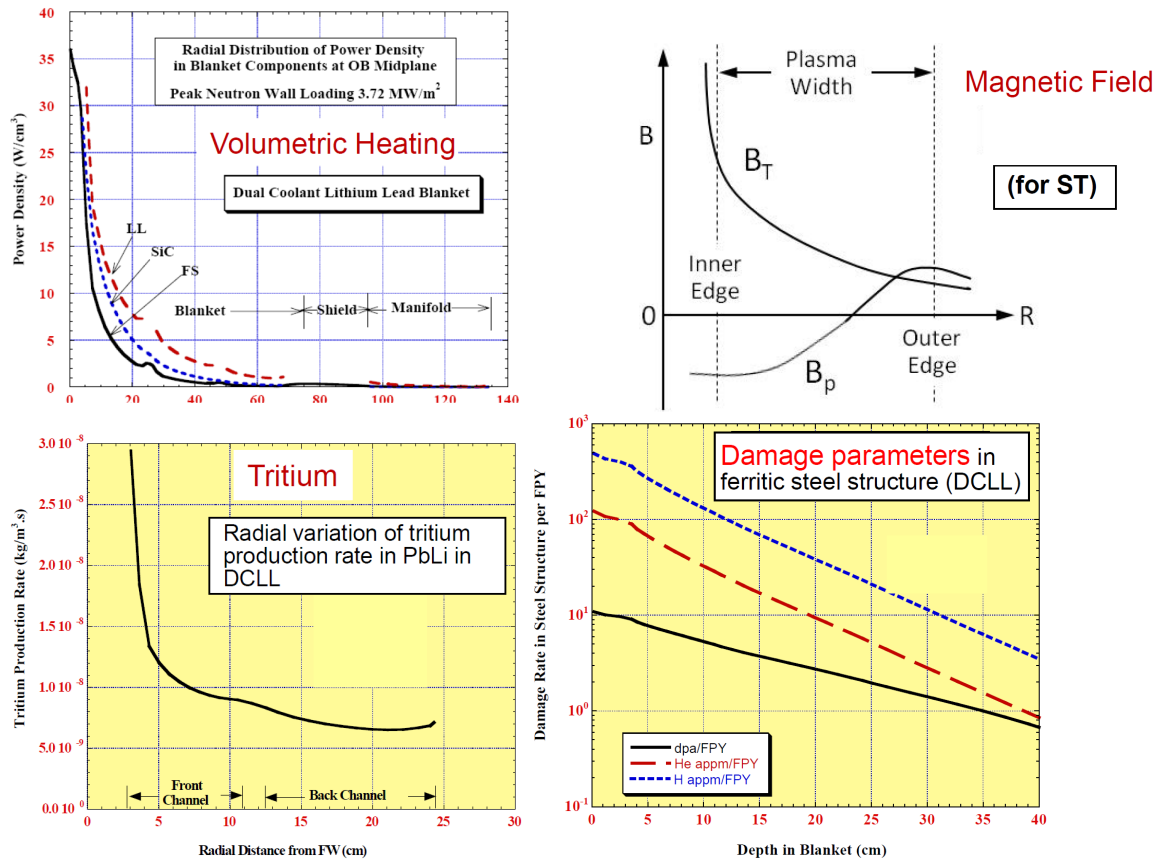 Radial Distribution of Power Density
in Blanket Components at OB Midplane
Peak Neutron Wall Loading 3.72 MW/m²
Volumetric Heating
Dual Coolant Lithium Lead Blanket
Power Density (W/cm³)
40
35
30
25
20
15
10
5
0
LL
SiC
FS
Blanket
Shield
Manifold
0 20 40 60 80 100 120 140
Plasma
Width
Magnetic Field
(for ST)
B
B_T
Inner
Edge
0
R
Outer
Edge
B_p
Tritium
Radial variation of tritium
production rate in PbLi in
DCLL
Tritium Production Rate (kg/m³.s)
3.0 10⁻⁸
2.5 10⁻⁸
2.0 10⁻⁸
1.5 10⁻⁸
1.0 10⁻⁸
5.0 10⁻⁹
0.0 10⁰
Front
Channel
Back Channel
0 5 10 15 20 25 30
Radial Distance from FW (cm)
Damage parameters in
ferritic steel structure (DCLL)
Damage Rate in Steel Structure per FPY
10³
10²
10¹
10⁰
10⁻¹
dpa/FPY
He appm/FPY
H appm/FPY
0 5 10 15 20 25 30 35 40
Depth in Blanket (cm)